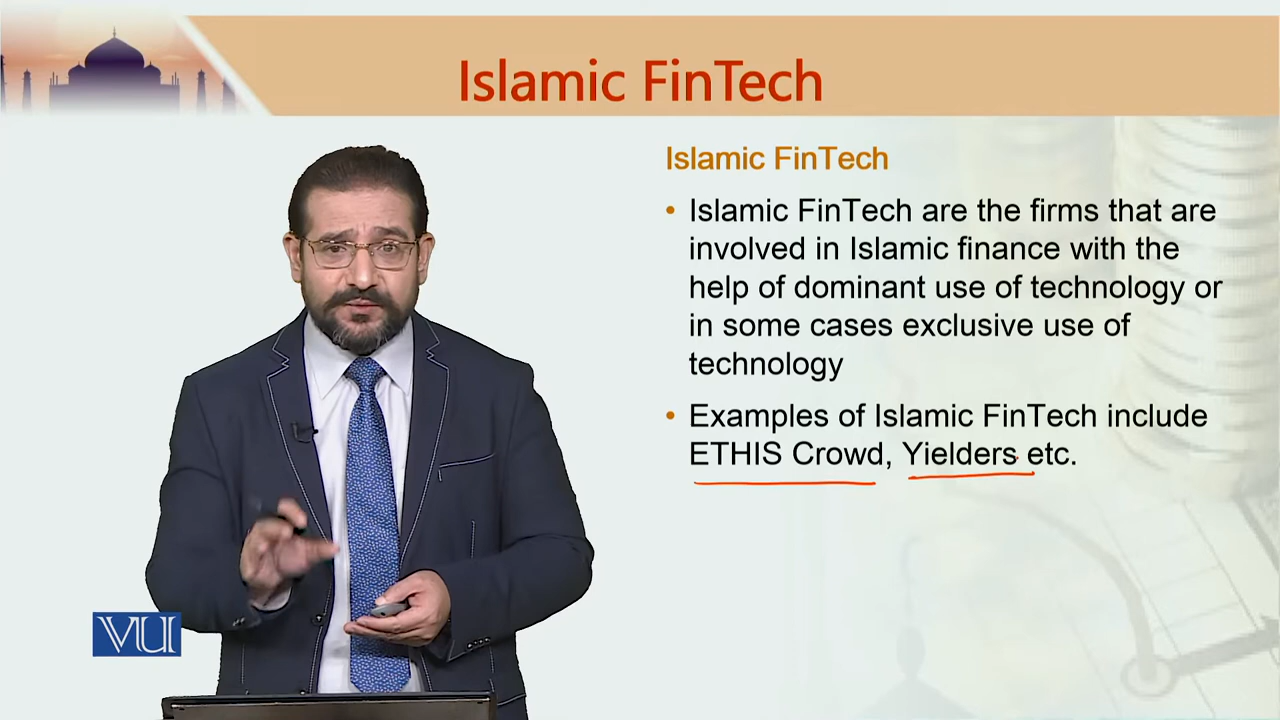 Islamic FinTech
Islamic FinTech
• Islamic FinTech are the firms that are
involved in Islamic finance with the
help of dominant use of technology or
in some cases exclusive use of
technology
• Examples of Islamic FinTech include
ETHIS Crowd, Yielders etc.
VU